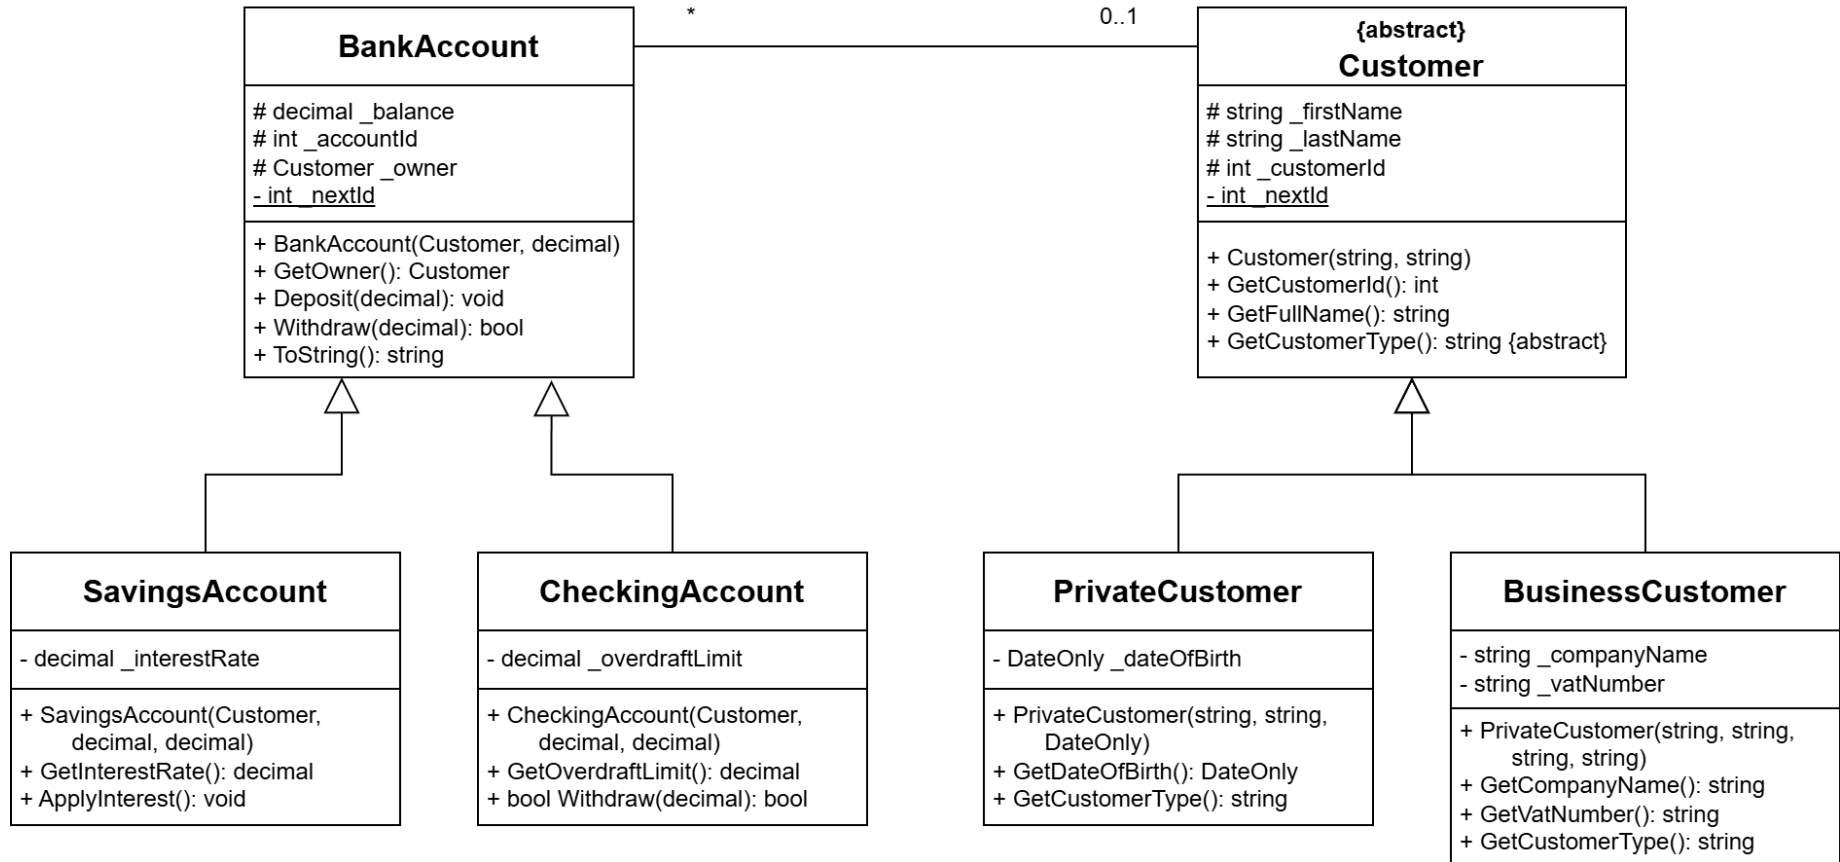 *
0..1
BankAccount
# decimal _balance
# int _accountId
# Customer _owner
- int _nextId
+ BankAccount(Customer, decimal)
+ GetOwner(): Customer
+ Deposit(decimal): void
+ Withdraw(decimal): bool
+ ToString(): string
{abstract}
Customer
# string _firstName
# string _lastName
# int _customerId
- int _nextId
+ Customer(string, string)
+ GetCustomerId(): int
+ GetFullName(): string
+ GetCustomerType(): string {abstract}
SavingsAccount
- decimal _interestRate
+ SavingsAccount(Customer,
decimal, decimal)
+ GetInterestRate(): decimal
+ ApplyInterest(): void
CheckingAccount
- decimal _overdraftLimit
+ CheckingAccount(Customer,
decimal, decimal)
+ GetOverdraftLimit(): decimal
+ bool Withdraw(decimal): bool
PrivateCustomer
- DateOnly _dateOfBirth
+ PrivateCustomer(string, string,
DateOnly)
+ GetDateOfBirth(): DateOnly
+ GetCustomerType(): string
BusinessCustomer
- string _companyName
- string _vatNumber
+ PrivateCustomer(string, string,
string, string)
+ GetCompanyName(): string
+ GetVatNumber(): string
+ GetCustomerType(): string